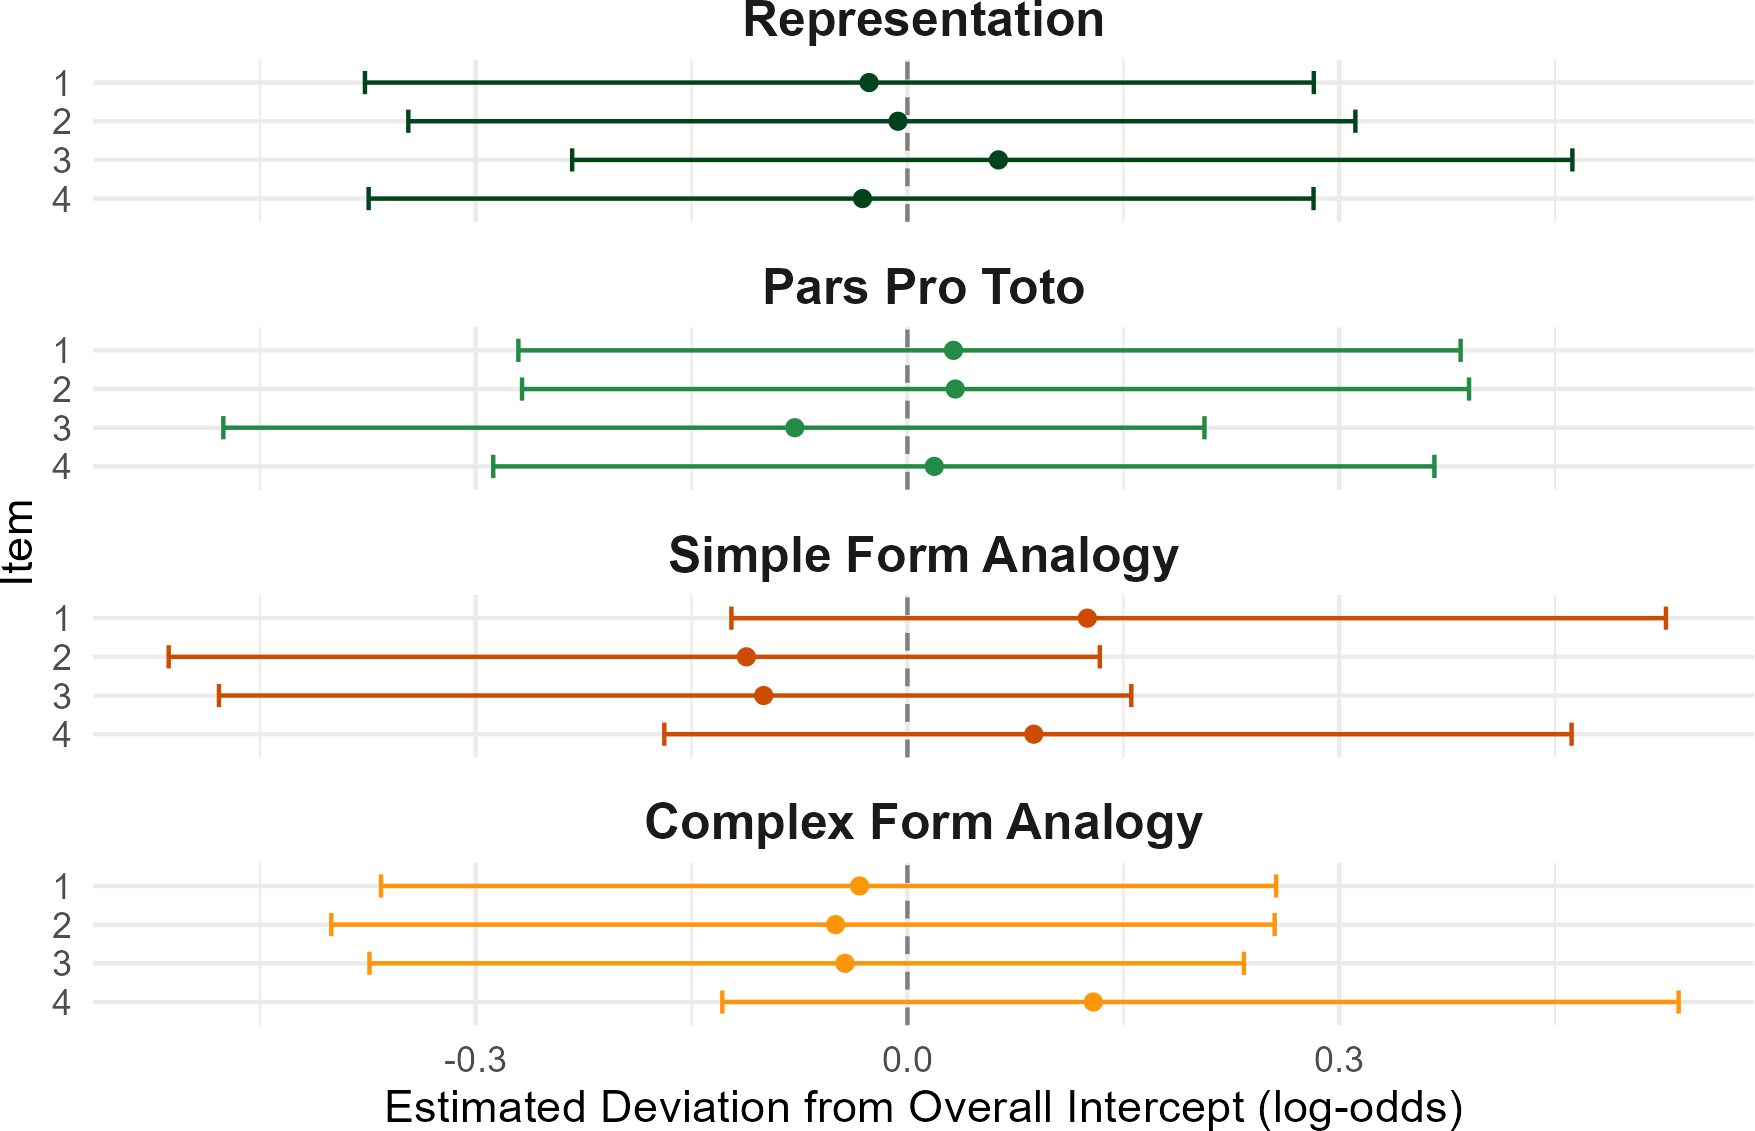 Representation
1
2
3
4
Pars Pro Toto
1
2
3
4
Simple Form Analogy
1
2
3
4
Complex Form Analogy
1
2
3
4
Item
-0.3 0.0 0.3
Estimated Deviation from Overall Intercept (log-odds)